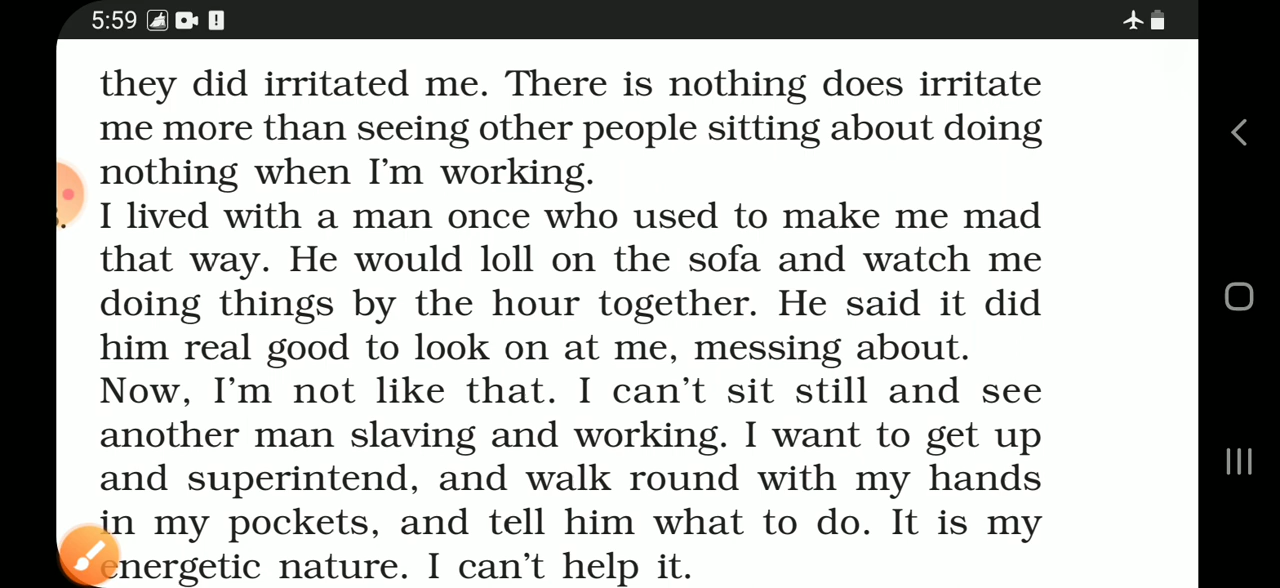 5:59
they did irritated me. There is nothing does irritate
me more than seeing other people sitting about doing
nothing when I'm working.
I lived with a man once who used to make me mad
that way. He would loll on the sofa and watch me
doing things by the hour together. He said it did
him real good to look on at me, messing about.
Now, I'm not like that. I can't sit still and see
another man slaving and working. I want to get up
and superintend, and walk round with my hands
in my pockets, and tell him what to do. It is my
energetic nature. I can't help it.